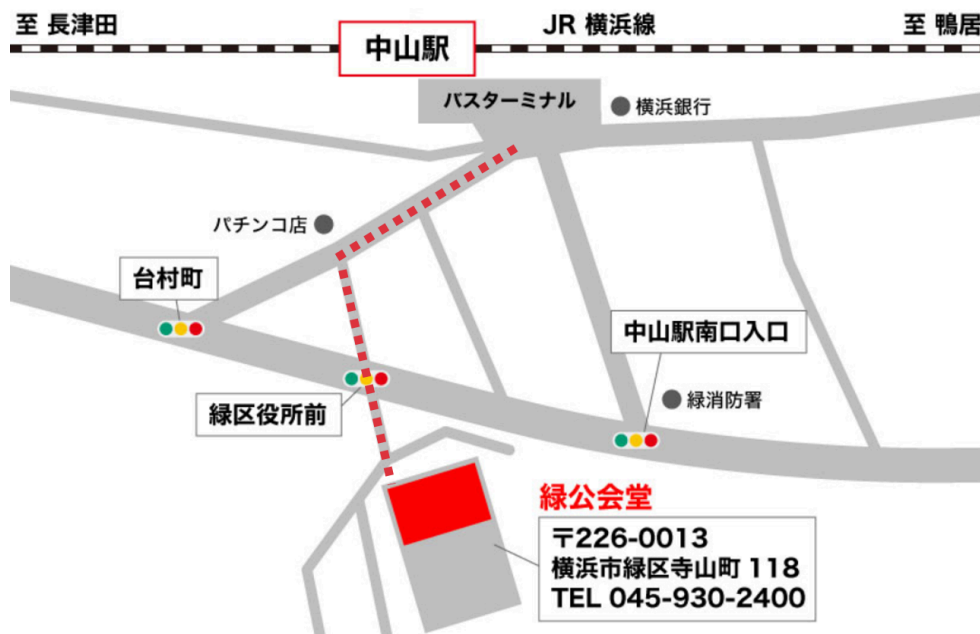 至 長津田
中山駅
JR 横浜線
至 鴨居
バスターミナル
横浜銀行
パチンコ店
台村町
中山駅南口入口
緑区役所前
緑消防署
緑公会堂
〒226-0013
横浜市緑区寺山町 118
TEL 045-930-2400